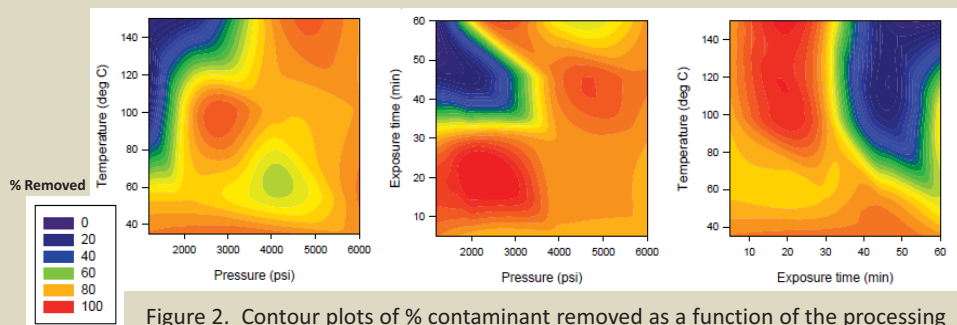 140
120
100
80
60
40
Temperature (deg C)
2000 3000 4000 5000 6000
Pressure (psi)
60
50
40
30
20
10
Exposure time (min)
2000 3000 4000 5000 6000
Pressure (psi)
140
120
100
80
60
40
Temperature (deg C)
10 20 30 40 50 60
Exposure time (min)
% Removed
0
20
40
60
80
100
Figure 2. Contour plots of % contaminant removed as a function of the processing